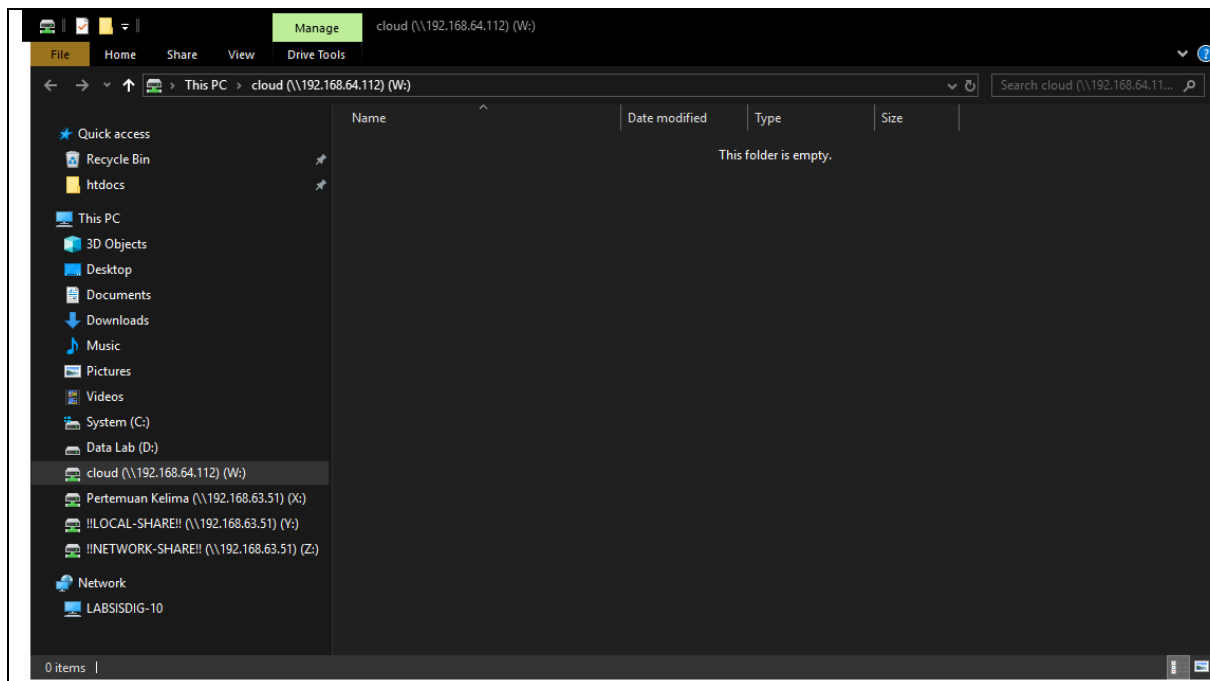 Manage cloud (\\192.168.64.112) (W:)
File Home Share View Drive Tools
This PC > cloud (\\192.168.64.112) (W:) Search cloud (\\192.168.64.11...
Name Date modified Type Size
This folder is empty.
Quick access
Recycle Bin
htdocs
This PC
3D Objects
Desktop
Documents
Downloads
Music
Pictures
Videos
System (C:)
Data Lab (D:)
cloud (\\192.168.64.112) (W:)
Pertemuan Kelima (\\192.168.63.51) (X:)
!!LOCAL-SHARE!! (\\192.168.63.51) (Y:)
!!NETWORK-SHARE!! (\\192.168.63.51) (Z:)
Network
LABSISDIG-10
0 items